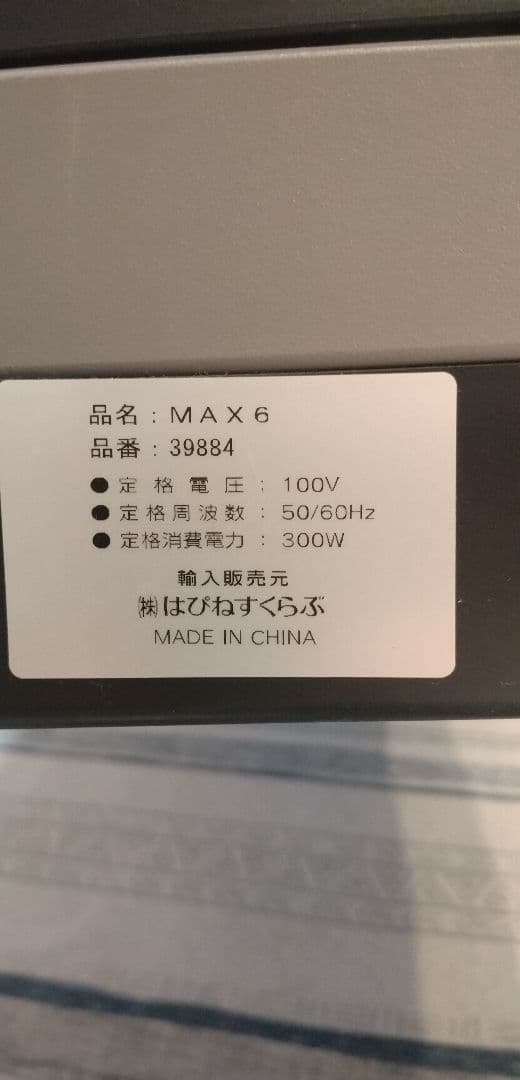 品名：MAX6
品番：39884
●定格電圧：100V
●定格周波数：50/60Hz
●定格消費電力：300W
輸入販売元
㈱はぴねすくらぶ
MADE IN CHINA